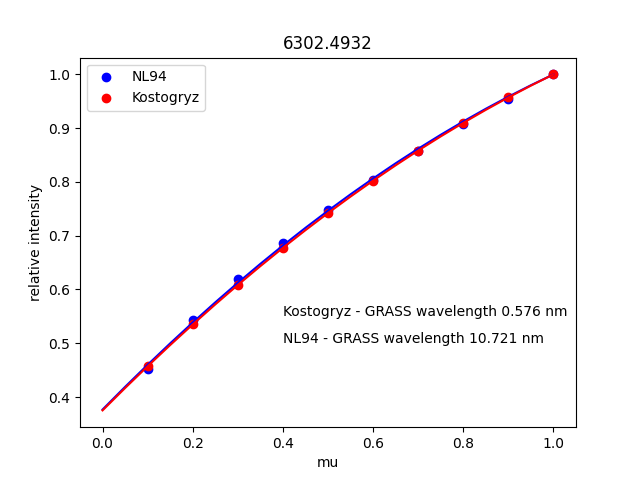 6302.4932
NL94
Kostogryz
relative intensity
1.0
0.9
0.8
0.7
0.6
0.5
0.4
Kostogryz - GRASS wavelength 0.576 nm
NL94 - GRASS wavelength 10.721 nm
0.0 0.2 0.4 0.6 0.8 1.0
mu